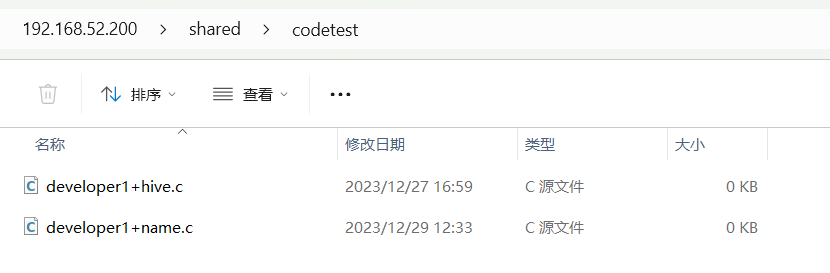 192.168.52.200 > shared > codetest
排序 查看
名称 修改日期 类型 大小
developer1+hive.c 2023/12/27 16:59 C 源文件 0 KB
developer1+name.c 2023/12/29 12:33 C 源文件 0 KB